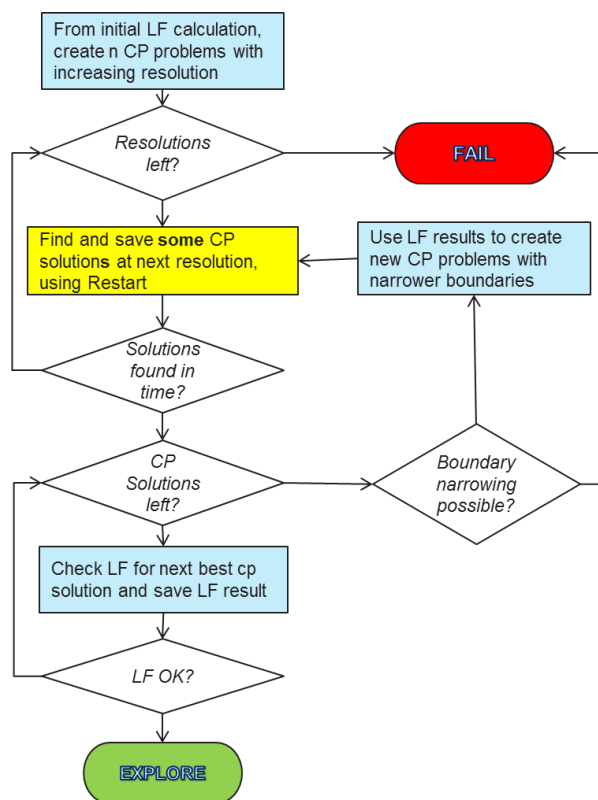 From initial LF calculation,
create n CP problems with
increasing resolution
Resolutions
left?
FAIL
Find and save some CP
solutions at next resolution,
using Restart
Use LF results to create
new CP problems with
narrower boundaries
Solutions
found in
time?
CP
Solutions
left?
Boundary
narrowing
possible?
Check LF for next best cp
solution and save LF result
LF OK?
EXPLORE